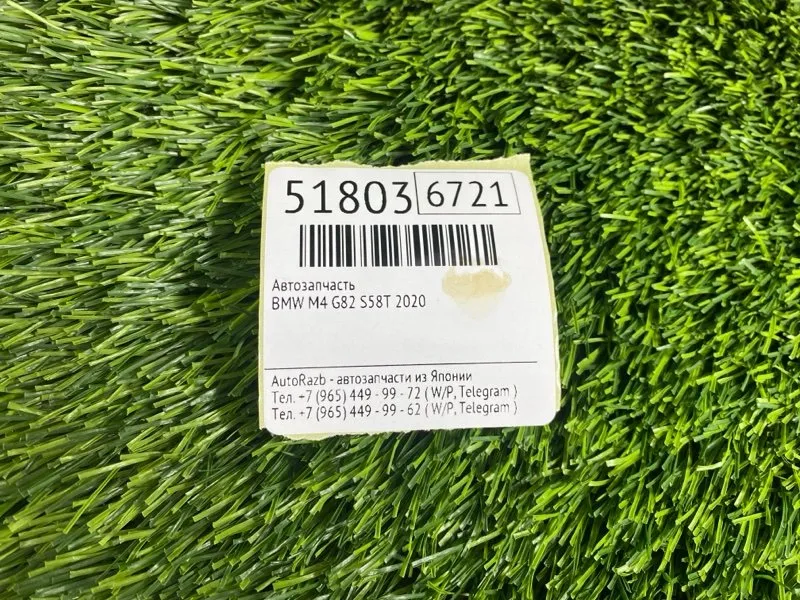 51803 6721
Автозапчасть
BMW M4 G82 S58T 2020
AutoRazb - автозапчасти из Японии
Тел. +7 (965) 449 - 99 - 72 ( W/P, Telegram )
Тел. +7 (965) 449 - 99 - 62 ( W/P, Telegram )